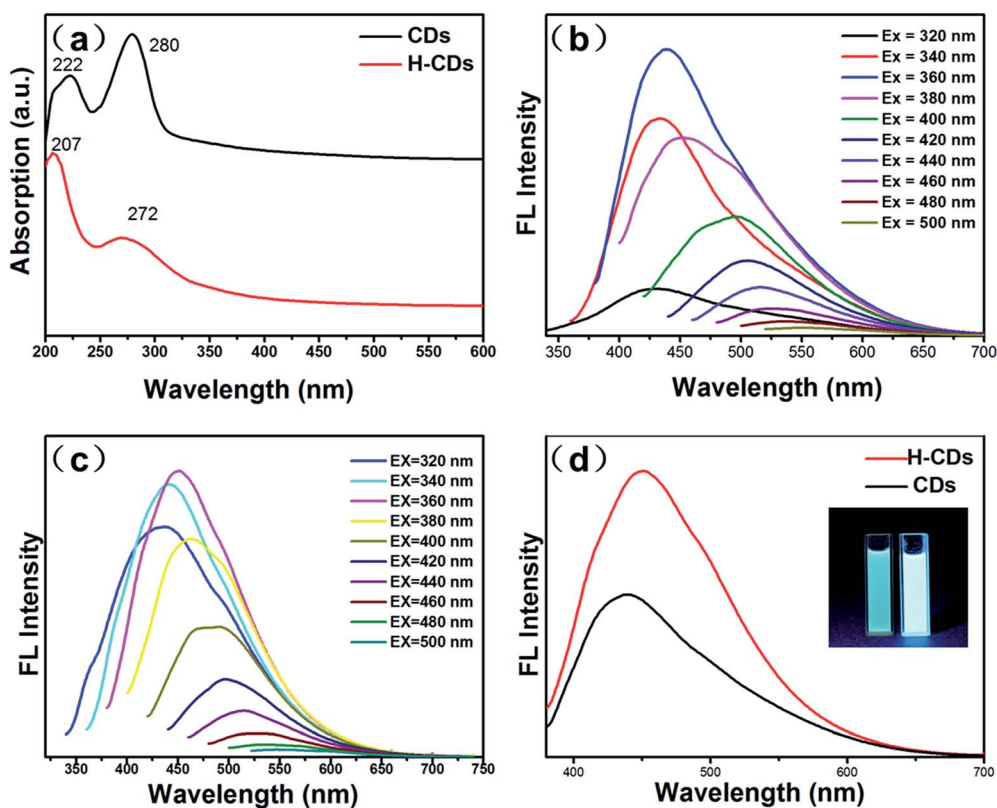 (a)
CDs
H-CDs
222
280
207
272
Absorption (a.u.)
200 250 300 350 400 450 500 550 600
Wavelength (nm)
(b)
Ex = 320 nm
Ex = 340 nm
Ex = 360 nm
Ex = 380 nm
Ex = 400 nm
Ex = 420 nm
Ex = 440 nm
Ex = 460 nm
Ex = 480 nm
Ex = 500 nm
FL Intensity
350 400 450 500 550 600 650 700
Wavelength (nm)
(c)
EX=320 nm
EX=340 nm
EX=360 nm
EX=380 nm
EX=400 nm
EX=420 nm
EX=440 nm
EX=460 nm
EX=480 nm
EX=500 nm
FL Intensity
350 400 450 500 550 600 650 700 750
Wavelength (nm)
(d)
H-CDs
CDs
FL Intensity
400 500 600 700
Wavelength (nm)